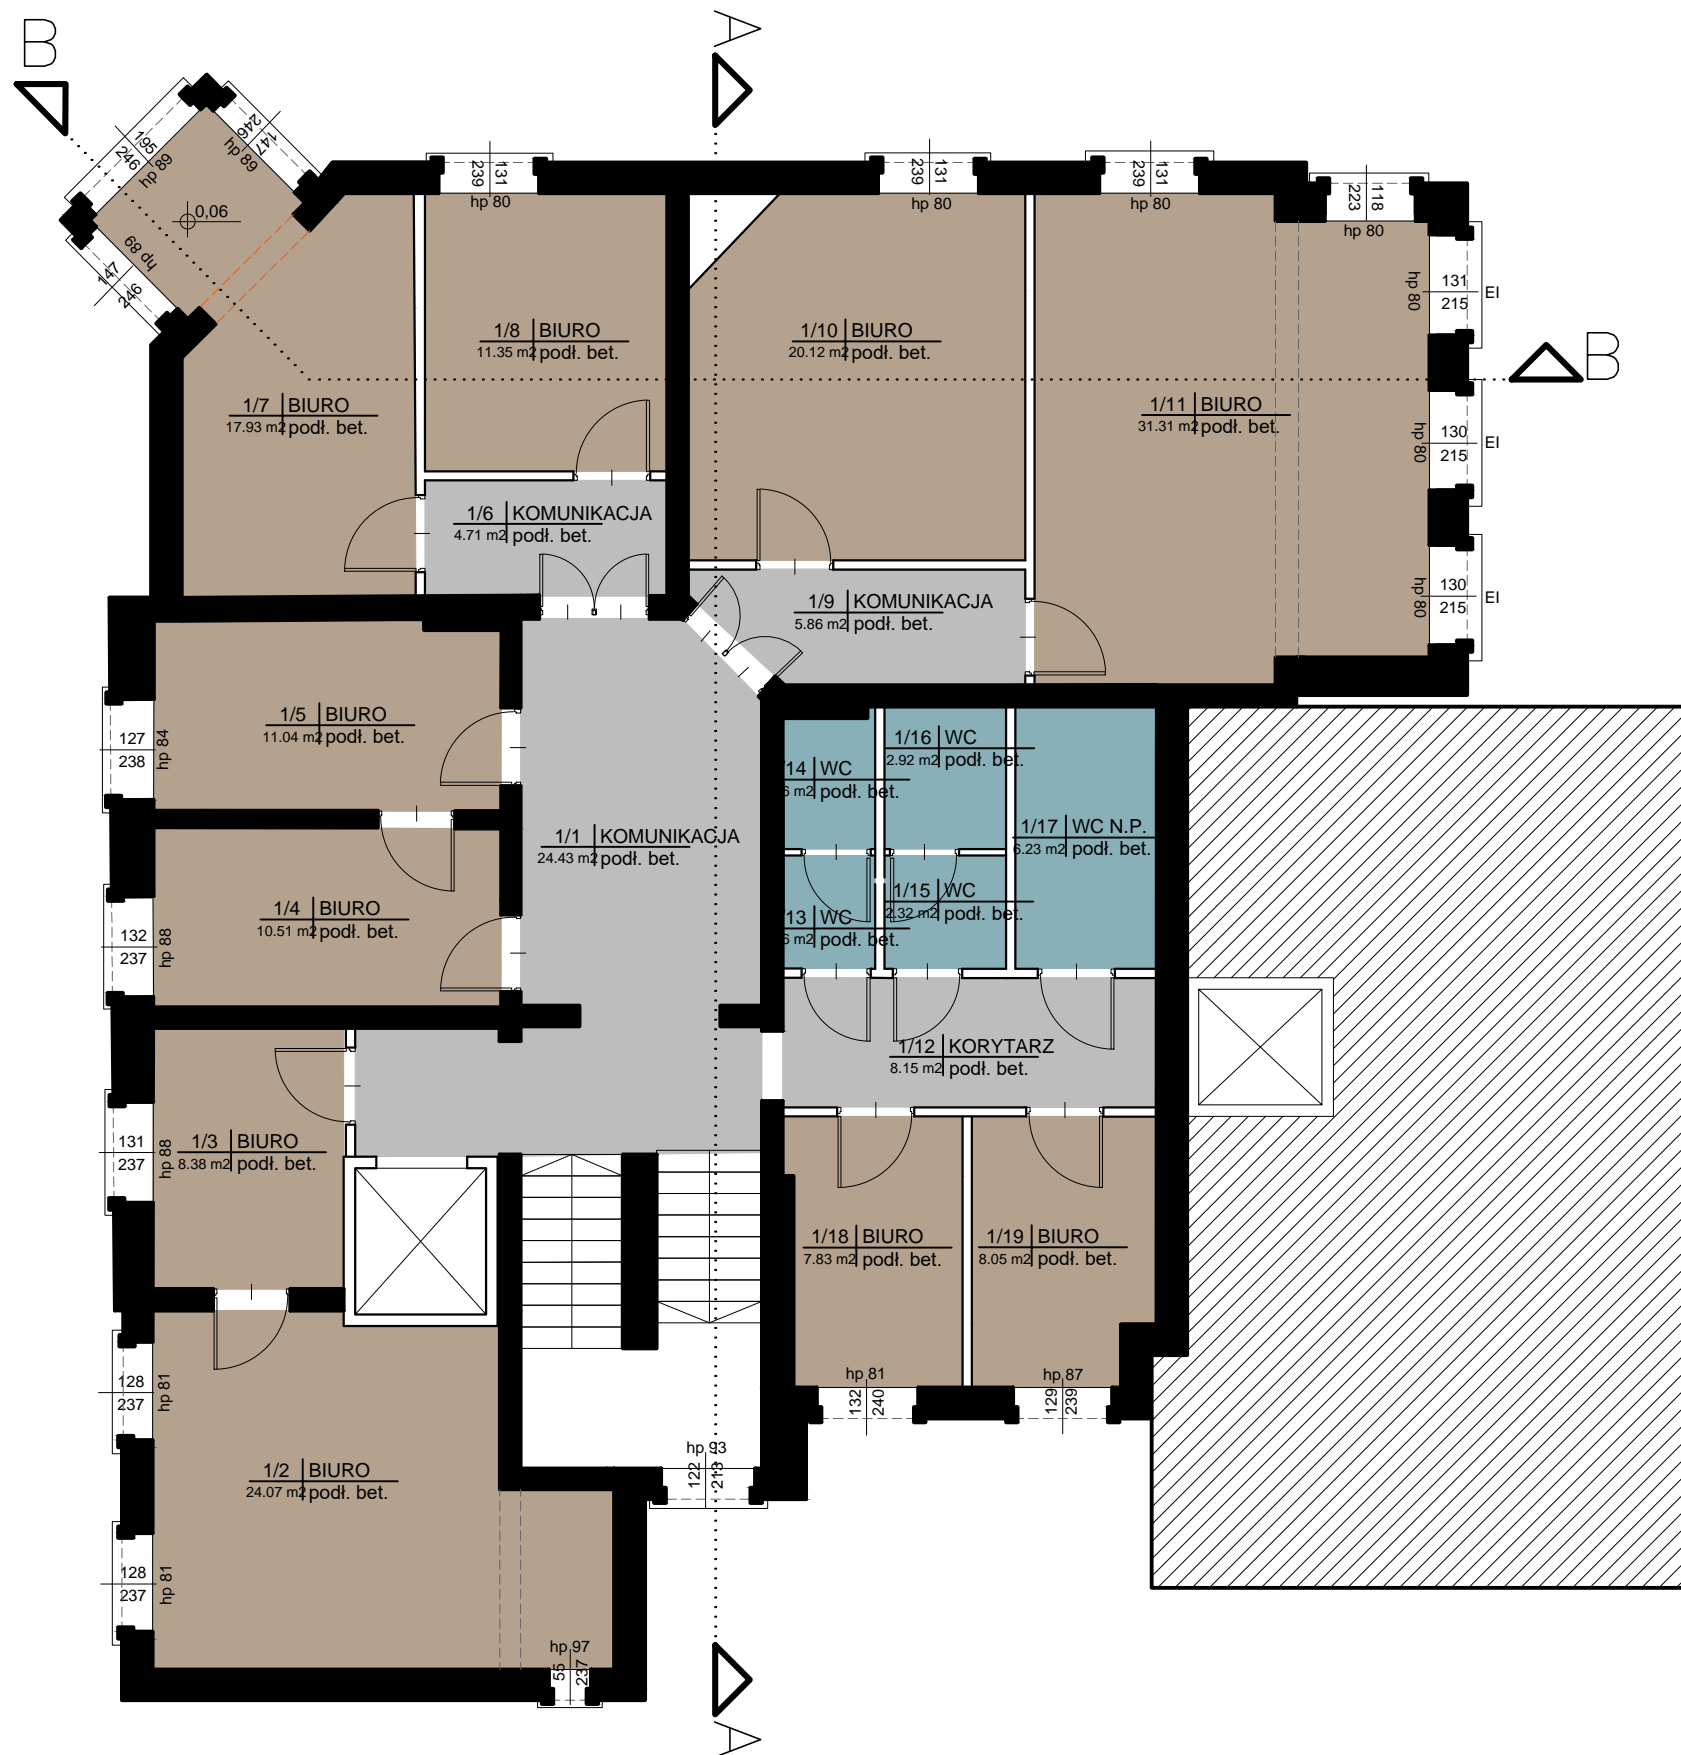 B
A
195
246
hp 89
147
246
hp 89
0,06
147
246
hp 89
239 131
hp 80
239 131
hp 80
239 131
hp 80
223 118
hp 80
131
215
hp 80
EI
130
215
hp 80
EI
130
215
hp 80
EI
B
1/8 BIURO
11.35 m2 podł. bet.
1/10 BIURO
20.12 m2 podł. bet.
1/7 BIURO
17.93 m2 podł. bet.
1/11 BIURO
31.31 m2 podł. bet.
1/6 KOMUNIKACJA
4.71 m2 podł. bet.
1/9 KOMUNIKACJA
5.86 m2 podł. bet.
1/5 BIURO
11.04 m2 podł. bet.
127
238
hp 84
1/16 WC
2.92 m2 podł. bet.
14 WC
6 m2 podł. bet.
1/17 WC N.P.
6.23 m2 podł. bet.
1/1 KOMUNIKACJA
24.43 m2 podł. bet.
1/4 BIURO
10.51 m2 podł. bet.
132
237
hp 88
1/15 WC
2.32 m2 podł. bet.
13 WC
6 m2 podł. bet.
1/12 KORYTARZ
8.15 m2 podł. bet.
131
237
hp 88
1/3 BIURO
8.38 m2 podł. bet.
1/18 BIURO
7.83 m2 podł. bet.
1/19 BIURO
8.05 m2 podł. bet.
hp 81
132 240
hp 87
129 239
128
237
hp 81
hp 93
122 213
1/2 BIURO
24.07 m2 podł. bet.
128
237
hp 81
hp 97
55 237
A